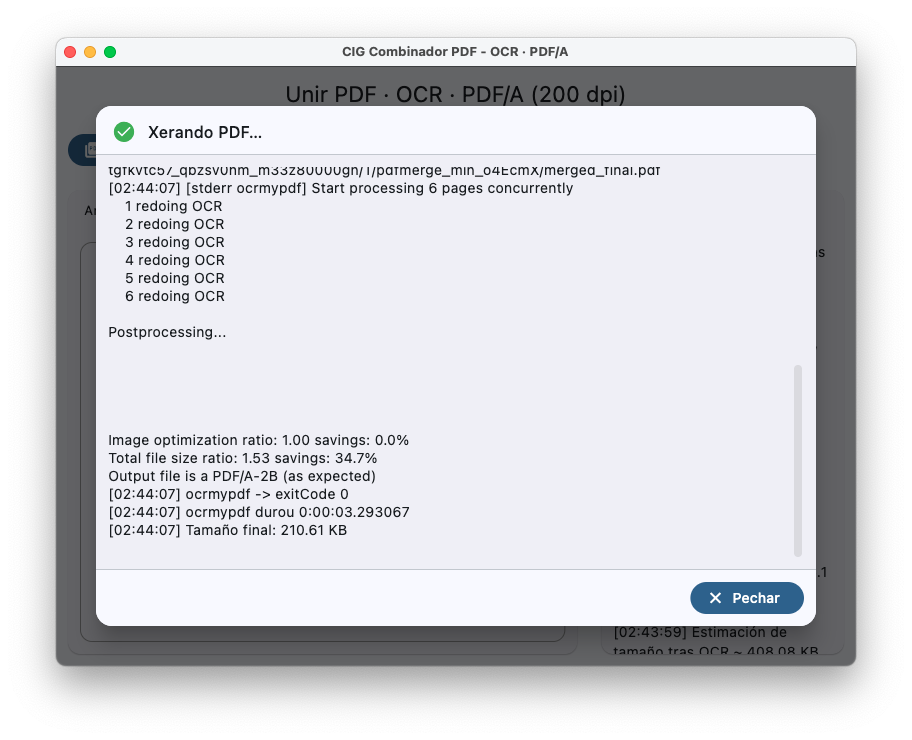 CIG Combinador PDF - OCR · PDF/A
Unir PDF · OCR · PDF/A (200 dpi)
Xerando PDF...
tgfkvtc57_qbzsv0hm_m33z80000gn/T/pdfmerge_min_o4EcmX/merged_final.pdf
[02:44:07] [stderr ocrmypdf] Start processing 6 pages concurrently
1 redoing OCR
2 redoing OCR
3 redoing OCR
4 redoing OCR
5 redoing OCR
6 redoing OCR
Postprocessing...
Image optimization ratio: 1.00 savings: 0.0%
Total file size ratio: 1.53 savings: 34.7%
Output file is a PDF/A-2B (as expected)
[02:44:07] ocrmypdf -> exitCode 0
[02:44:07] ocrmypdf durou 0:00:03.293067
[02:44:07] Tamaño final: 210.61 KB
Pechar
[02:43:59] Estimación de
tamaño tras OCR ~ 408.08 KB